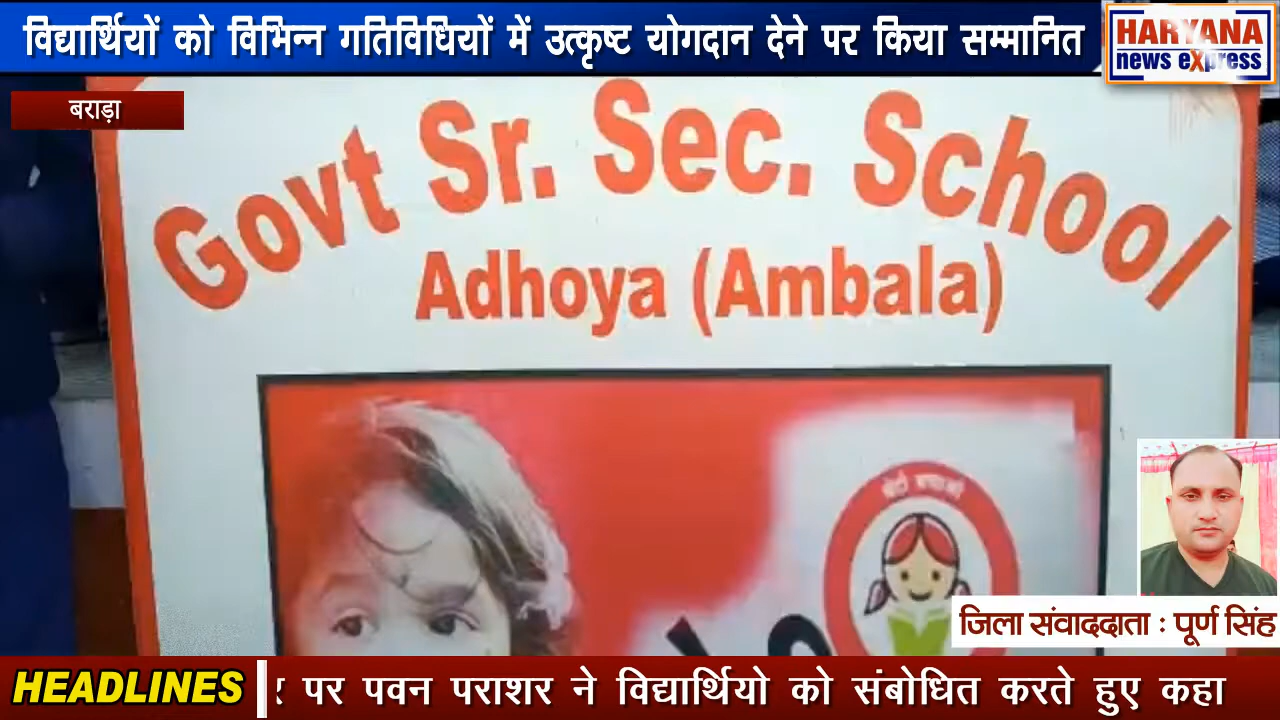 विद्यार्थियों को विभिन्न गतिविधियों में उत्कृष्ट योगदान देने पर किया सम्मानित
HARYANA
news express
बराड़ा
Govt Sr. Sec. School
Adhoya (Ambala)
बेटी बचाओ
जिला संवाददाता : पूर्ण सिंह
HEADLINES
पर पवन पराशर ने विद्यार्थियो को संबोधित करते हुए कहा